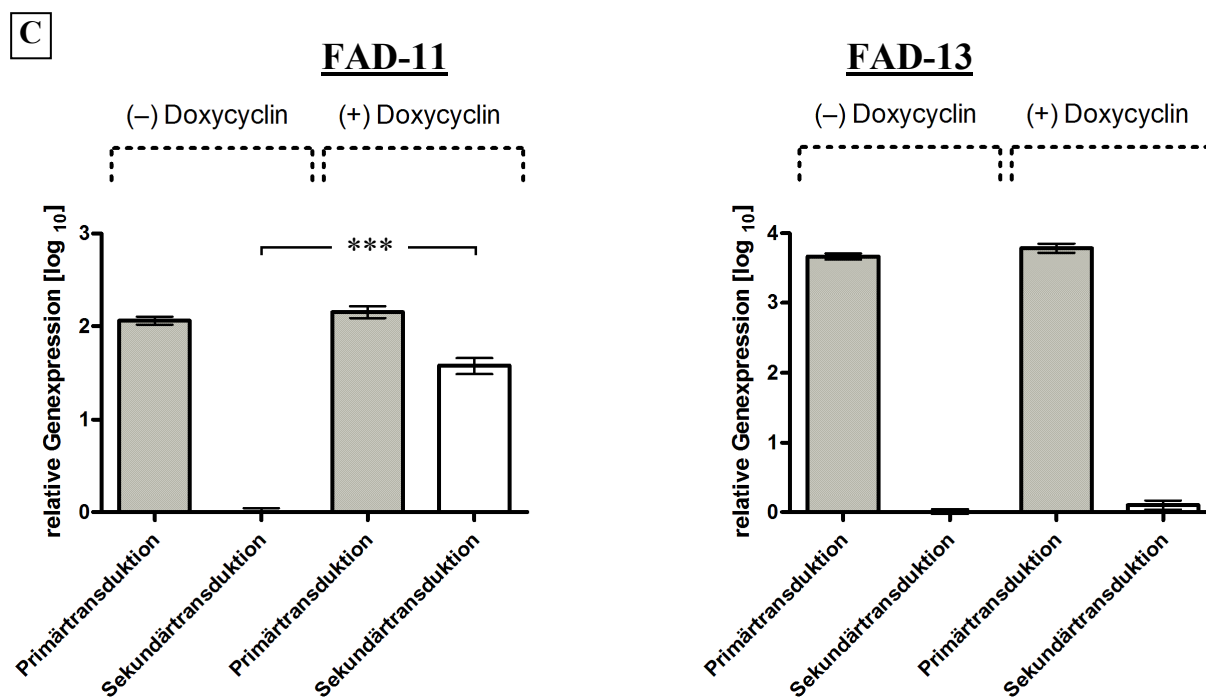 C
FAD-11
(–) Doxycyclin (+) Doxycyclin
relative Genexpression [log 10]
3
2
1
0
***
Primärtransduktion
Sekundärtransduktion
Primärtransduktion
Sekundärtransduktion
FAD-13
(–) Doxycyclin (+) Doxycyclin
relative Genexpression [log 10]
4
3
2
1
0
Primärtransduktion
Sekundärtransduktion
Primärtransduktion
Sekundärtransduktion